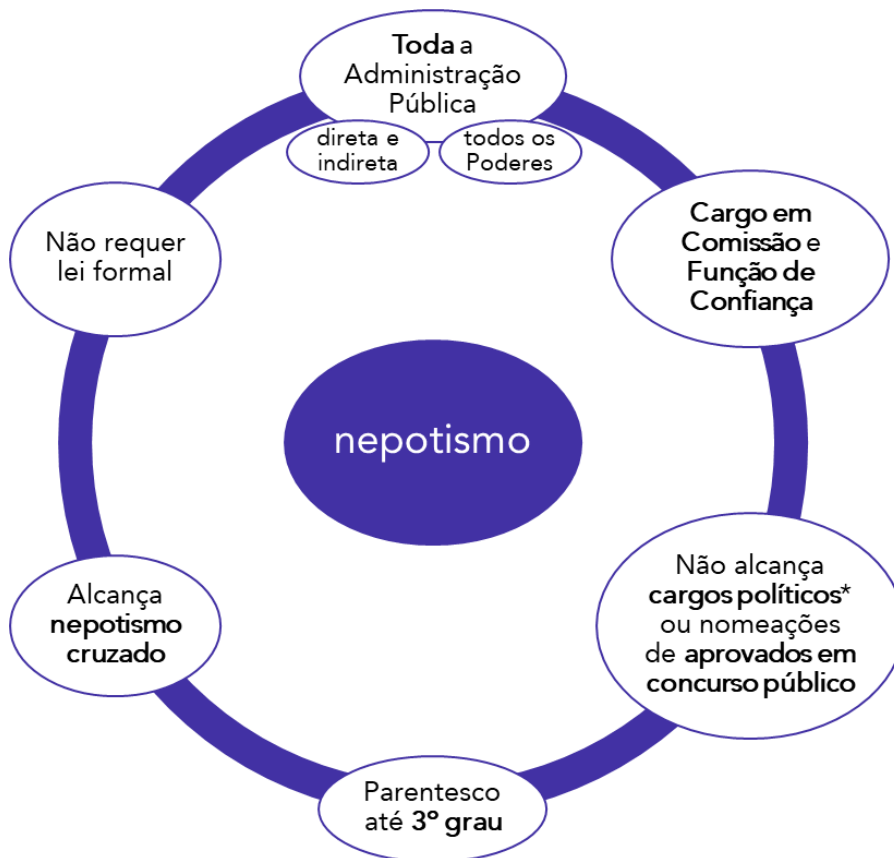 Toda a
Administração
Pública
direta e
indireta
todos os
Poderes
Cargo em
Comissão e
Função de
Confiança
Não alcança
cargos políticos*
ou nomeações
de aprovados em
concurso público
Parentesco
até 3º grau
Alcança
nepotismo
cruzado
Não requer
lei formal
nepotismo